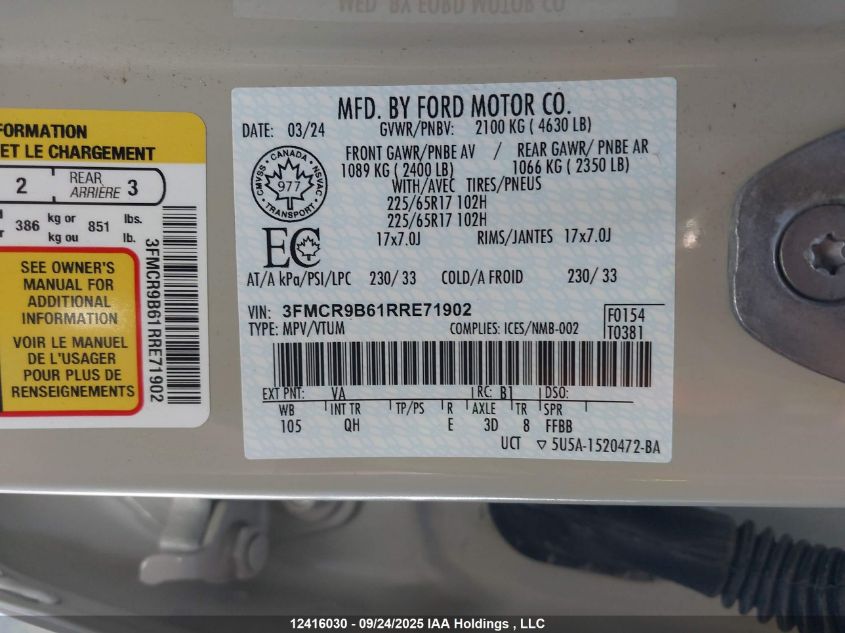 MFD. BY FORD MOTOR CO.
DATE: 03/24 GVWR/PNBV: 2100 KG ( 4630 LB)
FRONT GAWR/PNBE AV / REAR GAWR/ PNBE AR
1089 KG ( 2400 LB) 1066 KG ( 2350 LB)
WITH/AVEC TIRES/PNEUS
225/65R17 102H
225/65R17 102H
17x7.0J RIMS/JANTES 17x7.0J
CMVSS · CANADA · NSVAC
977
TRANSPORT
EC
AT/A kPa/PSI/LPC 230/ 33 COLD/A FROID 230/ 33
VIN: 3FMCR9B61RRE71902
TYPE: MPV/VTUM COMPLIES: ICES/NMB-002
F0154
T0381
EXT PNT: VA RC: B1 DSO:
WB INT TR TP/PS R AXLE TR SPR
105 QH E 3D 8 FFBB
UCT ▽ 5U5A-1520472-BA
FORMATION
ET LE CHARGEMENT
2 REAR ARRIÈRE 3
386 kg or kg ou 851 lbs. lb.
SEE OWNER'S
MANUAL FOR
ADDITIONAL
INFORMATION
VOIR LE MANUEL
DE L'USAGER
POUR PLUS DE
RENSEIGNEMENTS
3FMCR9B61RRE71902
12416030 - 09/24/2025 IAA Holdings , LLC